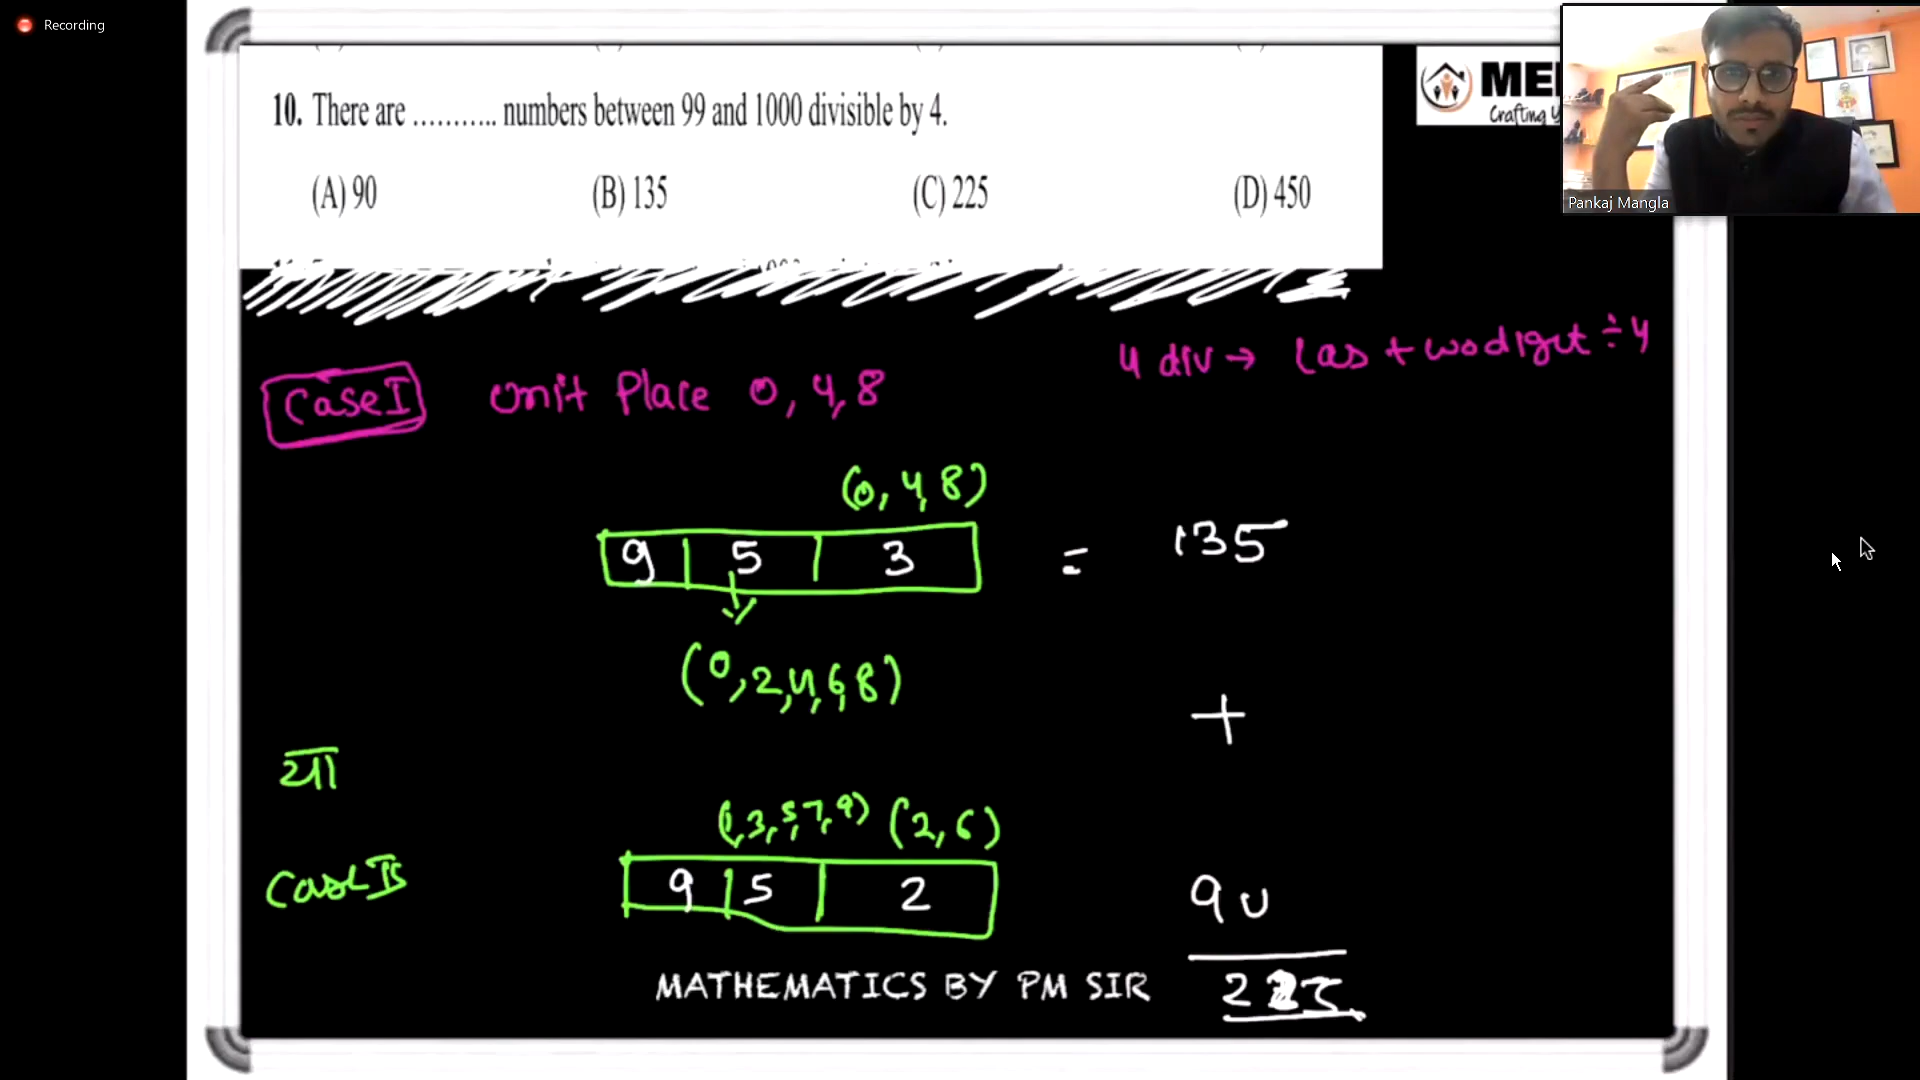 Recording
10. There are ........... numbers between 99 and 1000 divisible by 4.
(A) 90 (B) 135 (C) 225 (D) 450
Crafting
Pankaj Mangla
4 div → las two digit ÷ 4
Case I Unit Place 0, 4, 8
(0, 4, 8)
9 5 3 = 135
(0, 2, 4, 6, 8)
+
या
(1, 3, 5, 7, 9) (2, 6)
Case II 9 5 2 90
MATHEMATICS BY PM SIR 225